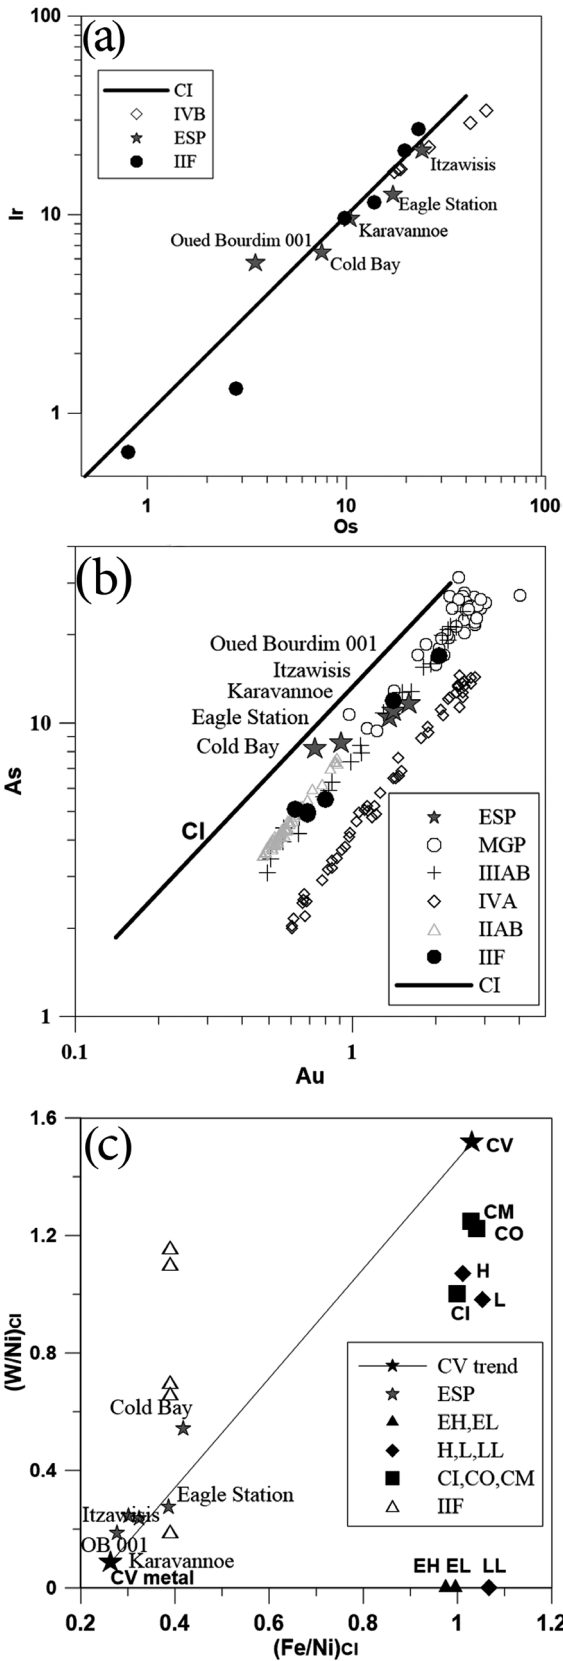 (a)
100
CI
IVB
ESP
IIF
Itzawisis
Eagle Station
Karavannoe
Oued Bourdim 001
Cold Bay
Ir
10
1
1
10
100
Os
(b)
Oued Bourdim 001
Itzawisis
Karavannoe
Eagle Station
Cold Bay
10
As
CI
ESP
MGP
IIIAB
IVA
IIAB
IIF
CI
1
0.1
1
Au
(c)
1.6
CV
CM
CO
1.2
H
L
CI
(W/Ni)CI
0.8
CV trend
ESP
EH,EL
H,L,LL
CI,CO,CM
IIF
Cold Bay
0.4
Eagle Station
Itzawisis
OB 001
Karavannoe
CV metal
EH EL LL
0
0.2
0.4
0.6
0.8
1
1.2
(Fe/Ni)CI